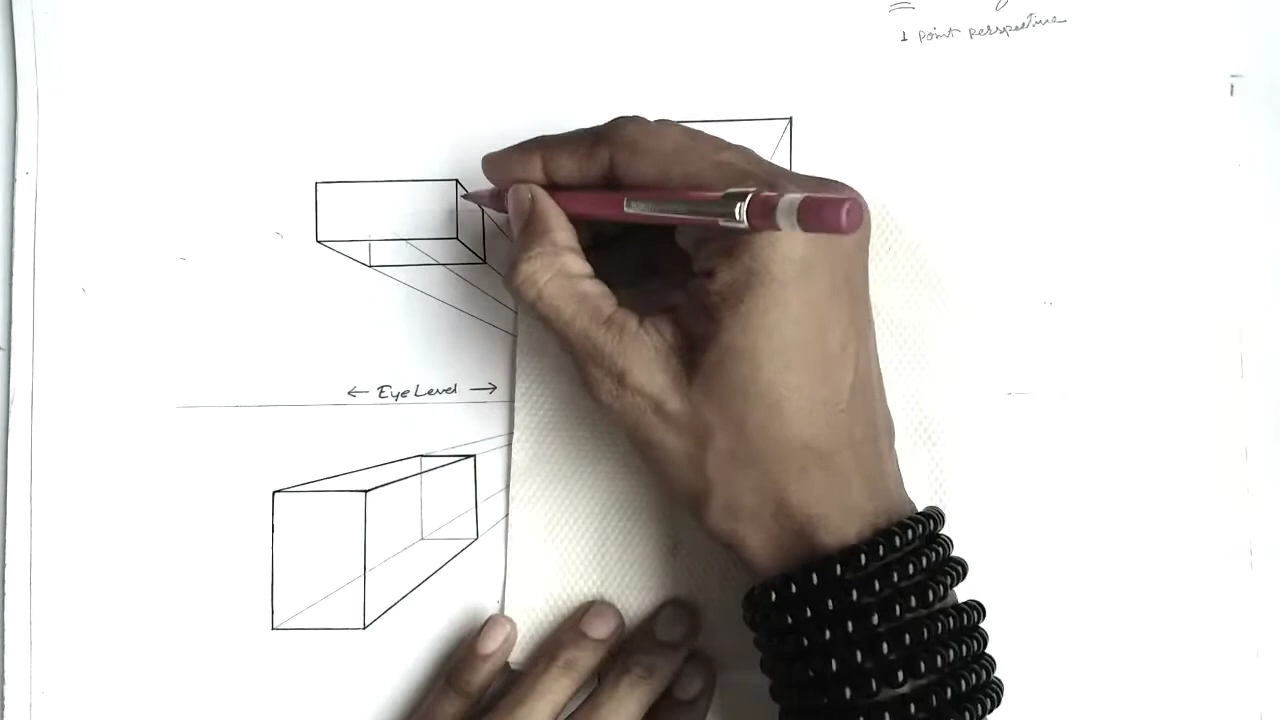 1 point perspective
← Eye Level →